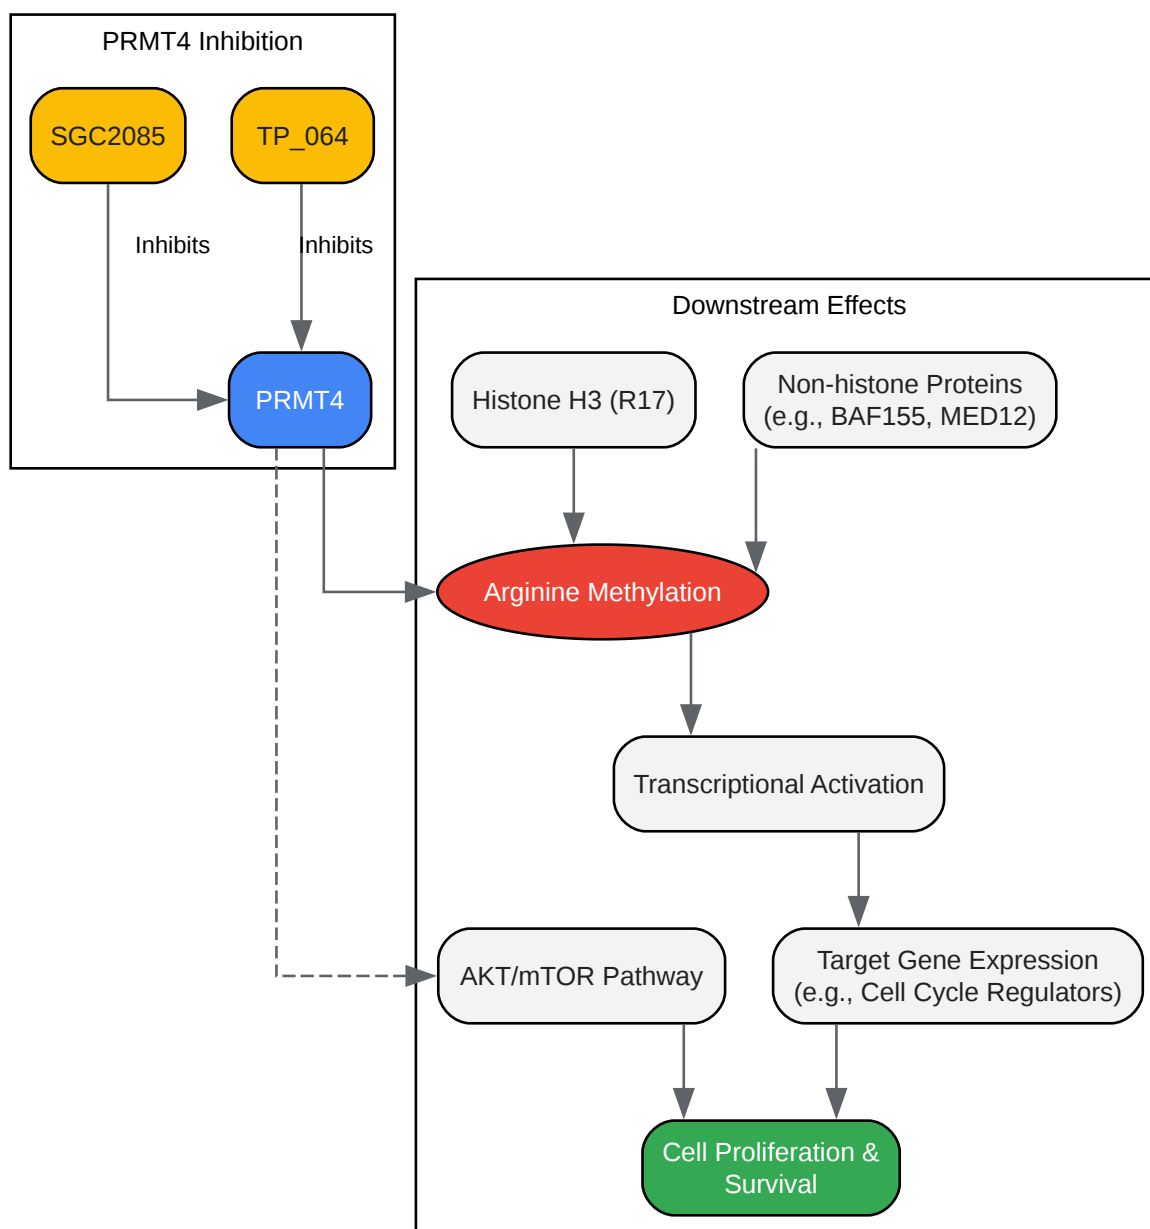 PRMT4 Inhibition
SGC2085
TP_064
Inhibits
Inhibits
PRMT4
Downstream Effects
Histone H3 (R17)
Non-histone Proteins
(e.g., BAF155, MED12)
Arginine Methylation
Transcriptional Activation
AKT/mTOR Pathway
Target Gene Expression
(e.g., Cell Cycle Regulators)
Cell Proliferation &
Survival